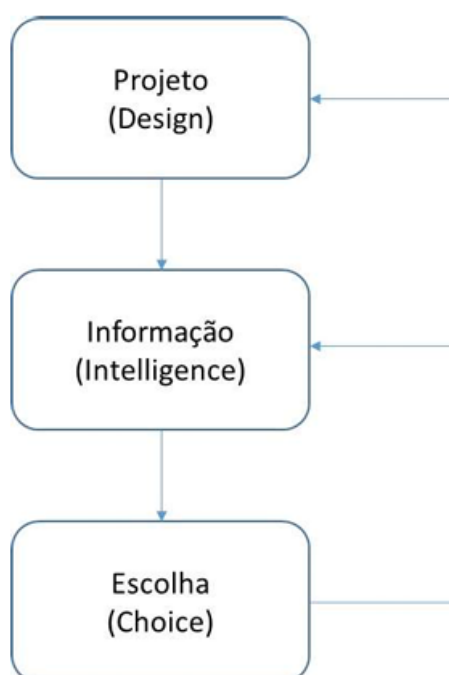 Projeto
(Design)
Informação
(Intelligence)
Escolha
(Choice)